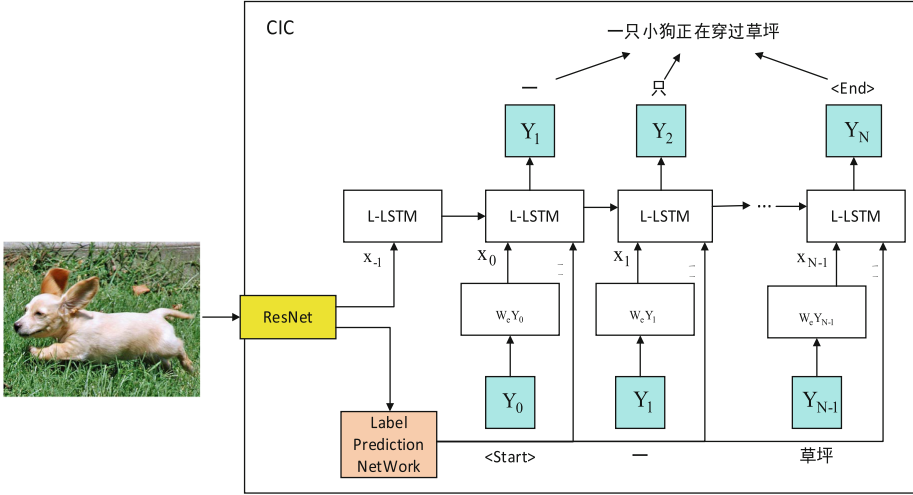 CIC
一只小狗正在穿过草坪
一
只
<End>
Y1
Y2
YN
L-LSTM
L-LSTM
L-LSTM
...
L-LSTM
x-1
x0
x1
xN-1
ResNet
WeY0
WeY1
WeYN-1
Y0
Y1
YN-1
Label
Prediction
NetWork
<Start>
一
草坪